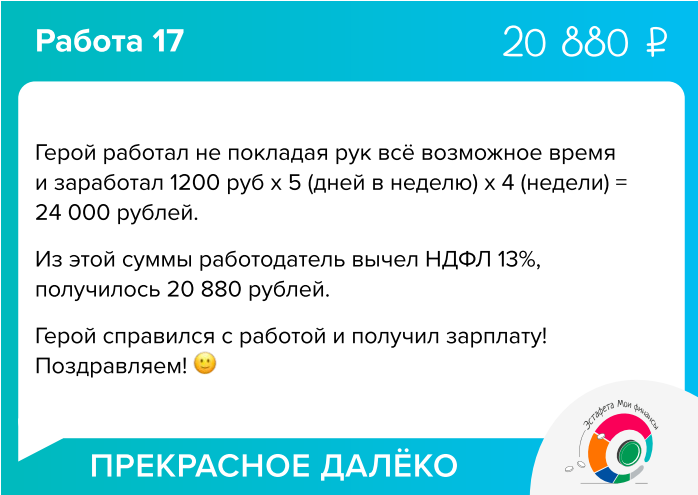 Работа 17
20 880 ₽
Герой работал не покладая рук всё возможное время
и заработал 1200 руб х 5 (дней в неделю) х 4 (недели) =
24 000 рублей.
Из этой суммы работодатель вычел НДФЛ 13%,
получилось 20 880 рублей.
Герой справился с работой и получил зарплату!
Поздравляем! 🙂
Эстафета Мои финансы
ПРЕКРАСНОЕ ДАЛЁКО